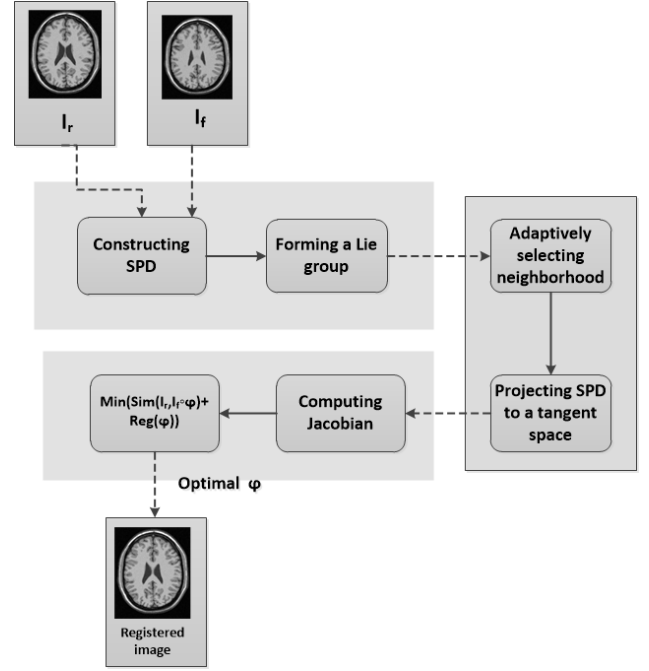 Ir
If
Constructing
SPD
Forming a Lie
group
Adaptively
selecting
neighborhood
Projecting SPD
to a tangent
space
Computing
Jacobian
Min(Sim(Ir,If∘φ)+
Reg(φ))
Optimal φ
Registered
image